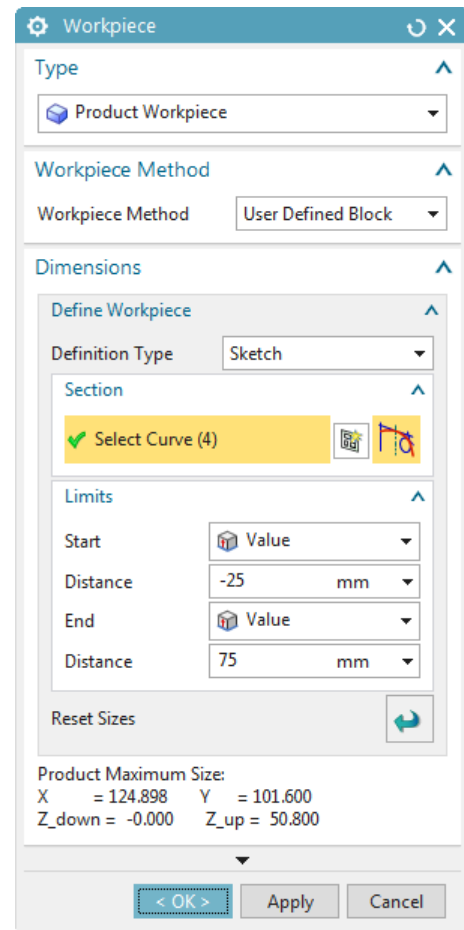 Workpiece
Type
Product Workpiece
Workpiece Method
Workpiece Method User Defined Block
Dimensions
Define Workpiece
Definition Type Sketch
Section
Select Curve (4)
Limits
Start Value
Distance -25 mm
End Value
Distance 75 mm
Reset Sizes
Product Maximum Size:
X = 124.898 Y = 101.600
Z_down = -0.000 Z_up = 50.800
< OK > Apply Cancel